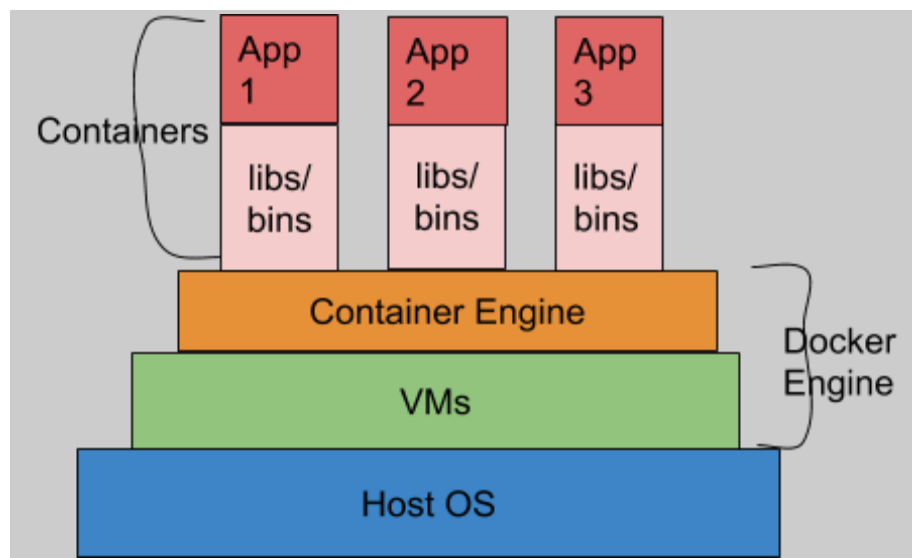 App
1
App
2
App
3
Containers
libs/
bins
libs/
bins
libs/
bins
Container Engine
Docker
Engine
VMs
Host OS